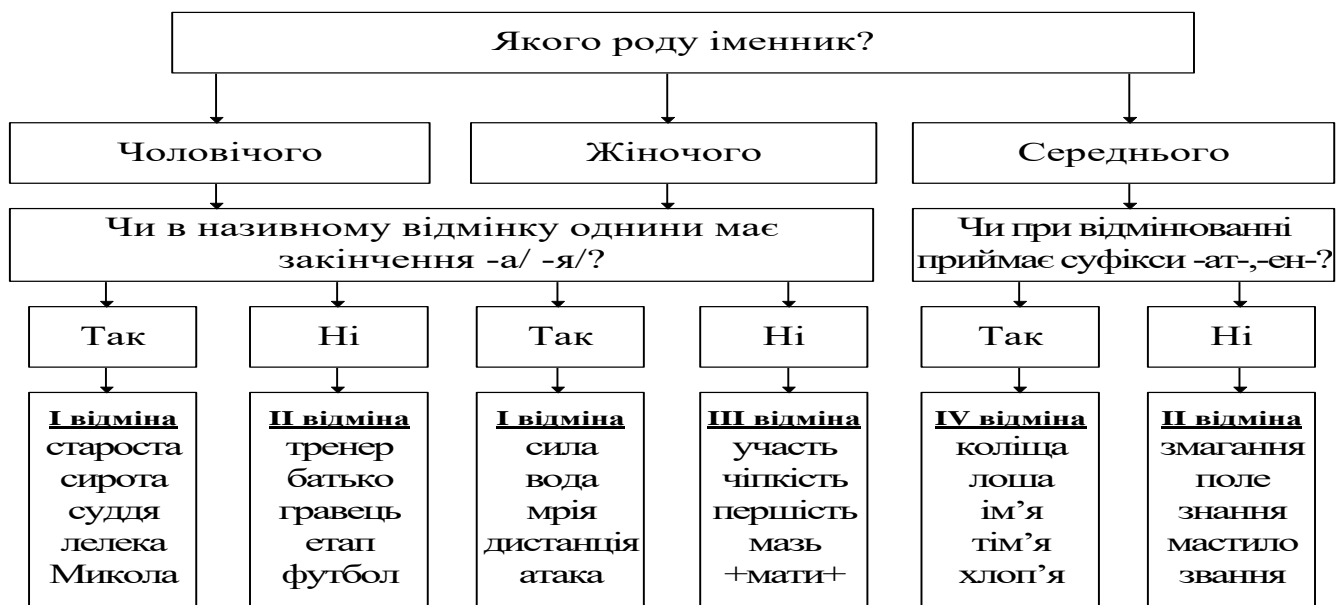 Якого роду іменник?
Чоловічого
Жіночого
Середнього
Чи в називному відмінку однини має
закінчення -а/ -я/?
Чи при відмінюванні
приймає суфікси -ат-,-ен-?
Так
Ні
Так
Ні
Так
Ні
І відміна
староста
сирота
суддя
лелека
Микола
ІІ відміна
тренер
батько
гравець
етап
футбол
І відміна
сила
вода
мрія
дистанція
атака
ІІІ відміна
участь
чіпкість
першість
мазь
+мати+
IV відміна
коліща
лоша
ім’я
тім’я
хлоп’я
ІІ відміна
змагання
поле
знання
мастило
звання